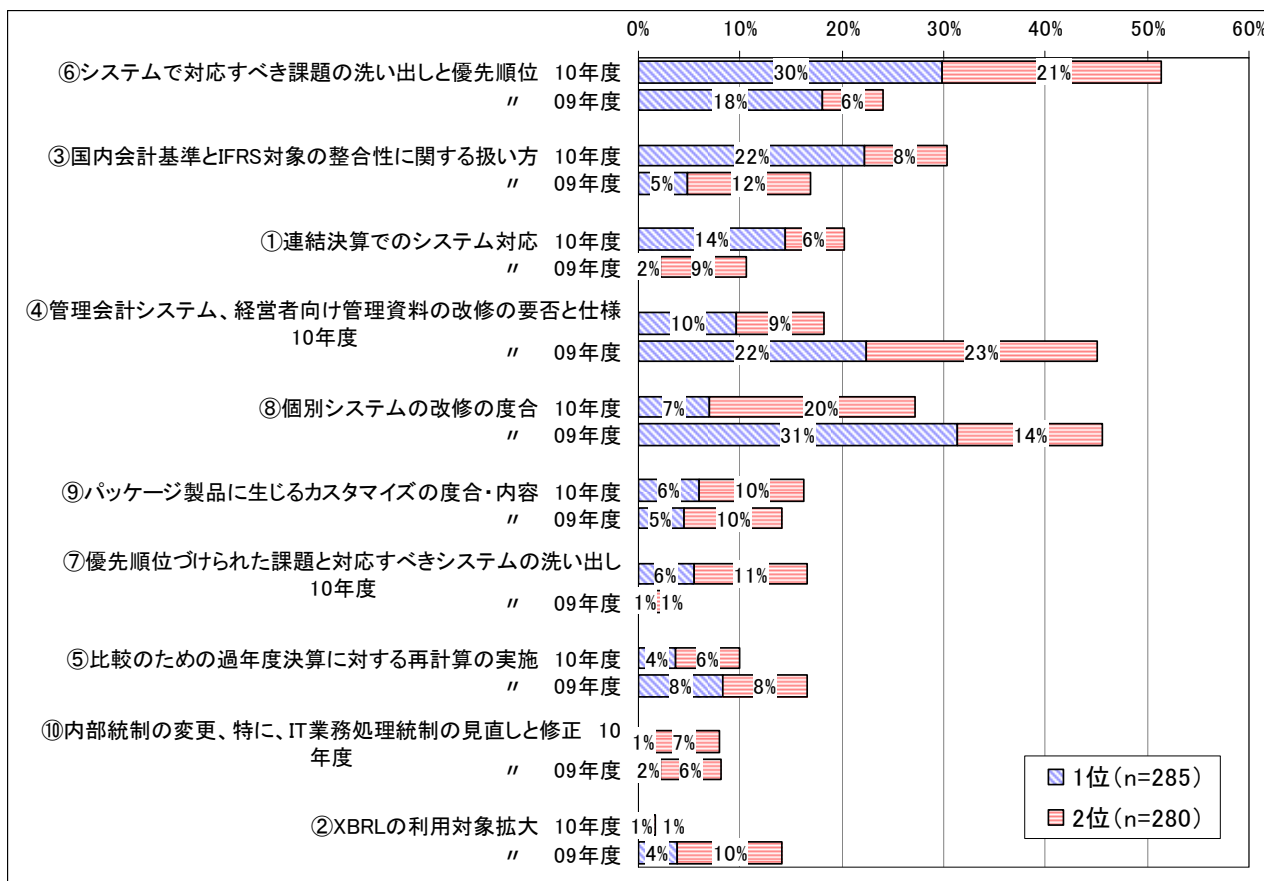 0% 10% 20% 30% 40% 50% 60%
⑥システムで対応すべき課題の洗い出しと優先順位 10年度 30% 21%
〃 09年度 18% 6%
③国内会計基準とIFRS対象の整合性に関する扱い方 10年度 22% 8%
〃 09年度 5% 12%
①連結決算でのシステム対応 10年度 14% 6%
〃 09年度 2% 9%
④管理会計システム、経営者向け管理資料の改修の要否と仕様
10年度 10% 9%
〃 09年度 22% 23%
⑧個別システムの改修の度合 10年度 7% 20%
〃 09年度 31% 14%
⑨パッケージ製品に生じるカスタマイズの度合・内容 10年度 6% 10%
〃 09年度 5% 10%
⑦優先順位づけられた課題と対応すべきシステムの洗い出し
10年度 6% 11%
〃 09年度 1% 1%
⑤比較のための過年度決算に対する再計算の実施 10年度 4% 6%
〃 09年度 8% 8%
⑩内部統制の変更、特に、IT業務処理統制の見直しと修正 10
年度 1% 7%
〃 09年度 2% 6%
②XBRLの利用対象拡大 10年度 1% 1%
〃 09年度 4% 10%
1位(n=285)
2位(n=280)